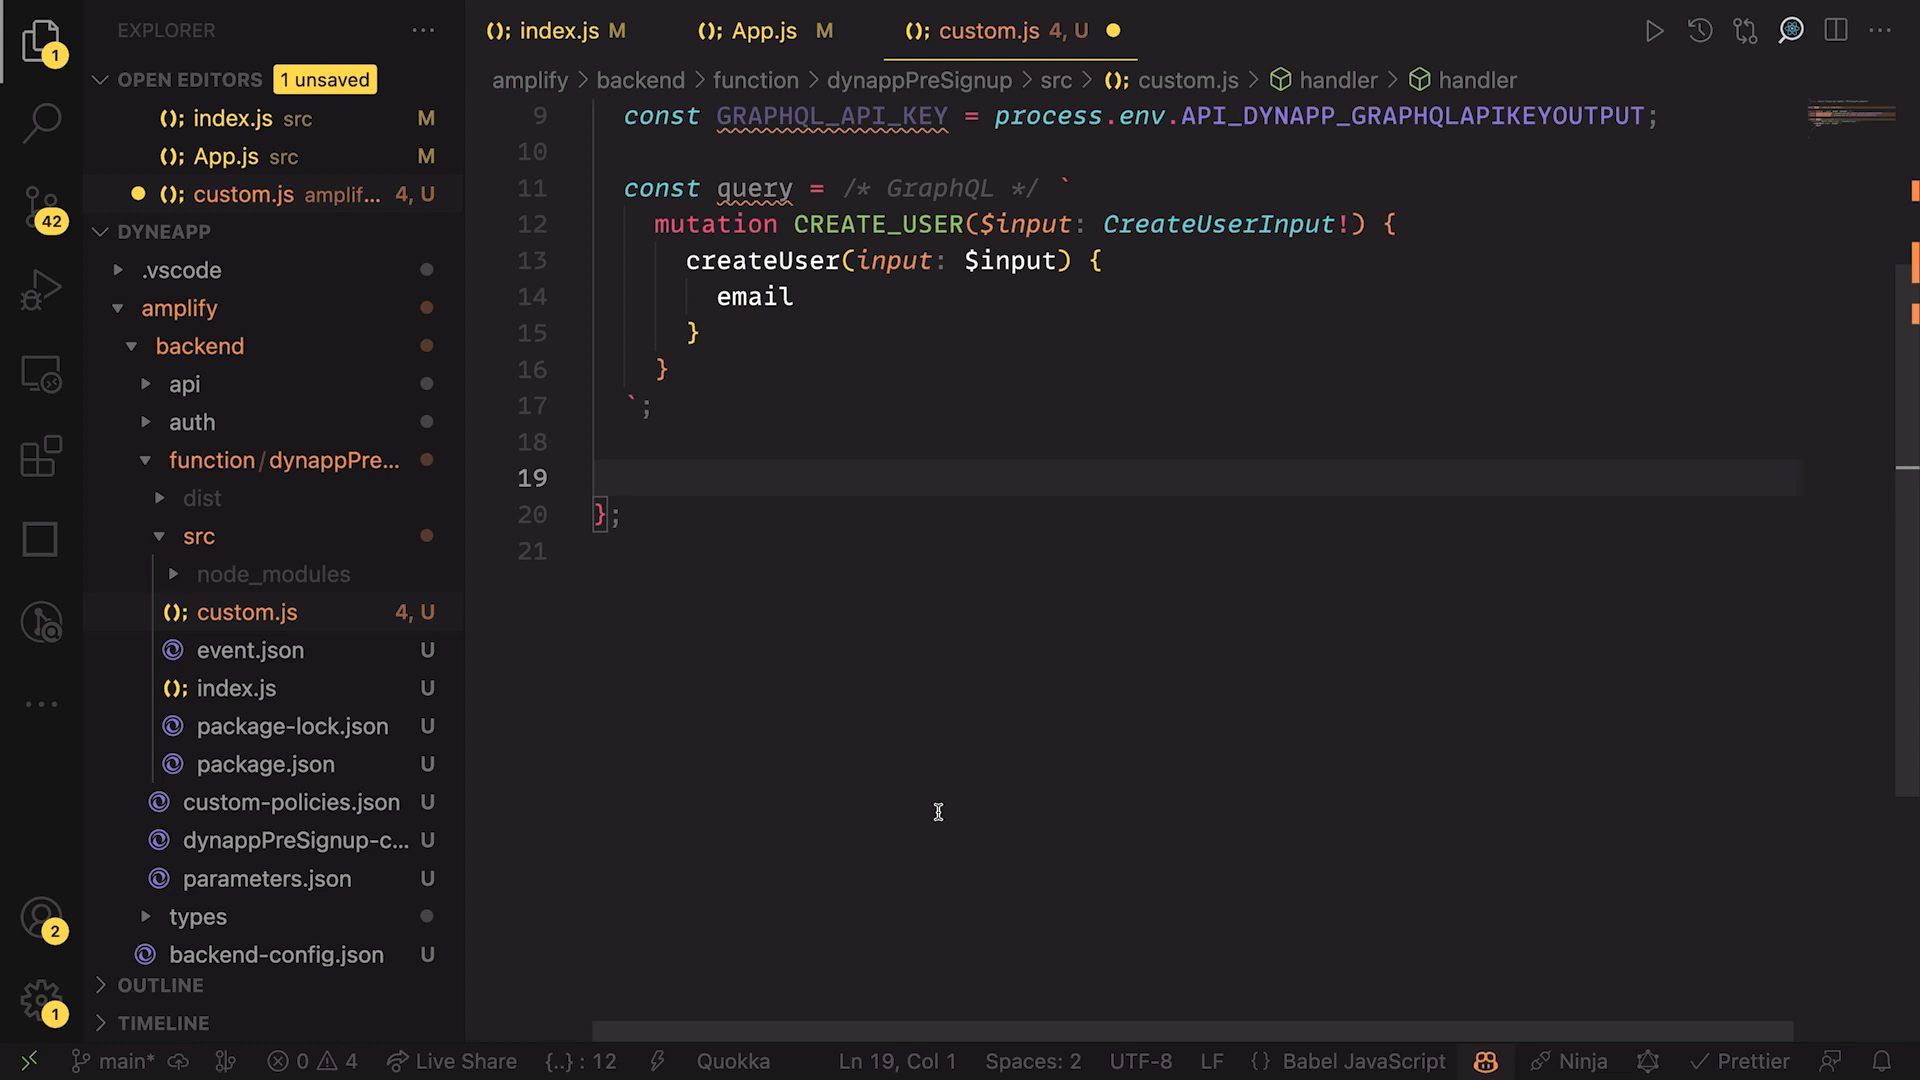 EXPLORER
OPEN EDITORS 1 unsaved
(); index.js src M
(); App.js src M
(); custom.js amplif... 4, U
DYNEAPP
.vscode
amplify
backend
api
auth
function / dynappPre...
dist
src
node_modules
(); custom.js 4, U
event.json U
(); index.js U
package-lock.json U
package.json U
custom-policies.json U
dynappPreSignup-c... U
parameters.json U
types
backend-config.json U
OUTLINE
TIMELINE
1
42
2
1
(); index.js M (); App.js M (); custom.js 4, U
amplify > backend > function > dynappPreSignup > src > (); custom.js > handler > handler
9 const GRAPHQL_API_KEY = process.env.API_DYNAPP_GRAPHQLAPIKEYOUTPUT;
10
11 const query = /* GraphQL */ `
12 mutation CREATE_USER($input: CreateUserInput!) {
13 createUser(input: $input) {
14 email
15 }
16 }
17 `;
18
19
20 };
21
main* 0 4 Live Share {..} : 12 Quokka Ln 19, Col 1 Spaces: 2 UTF-8 LF {} Babel JavaScript Ninja Prettier